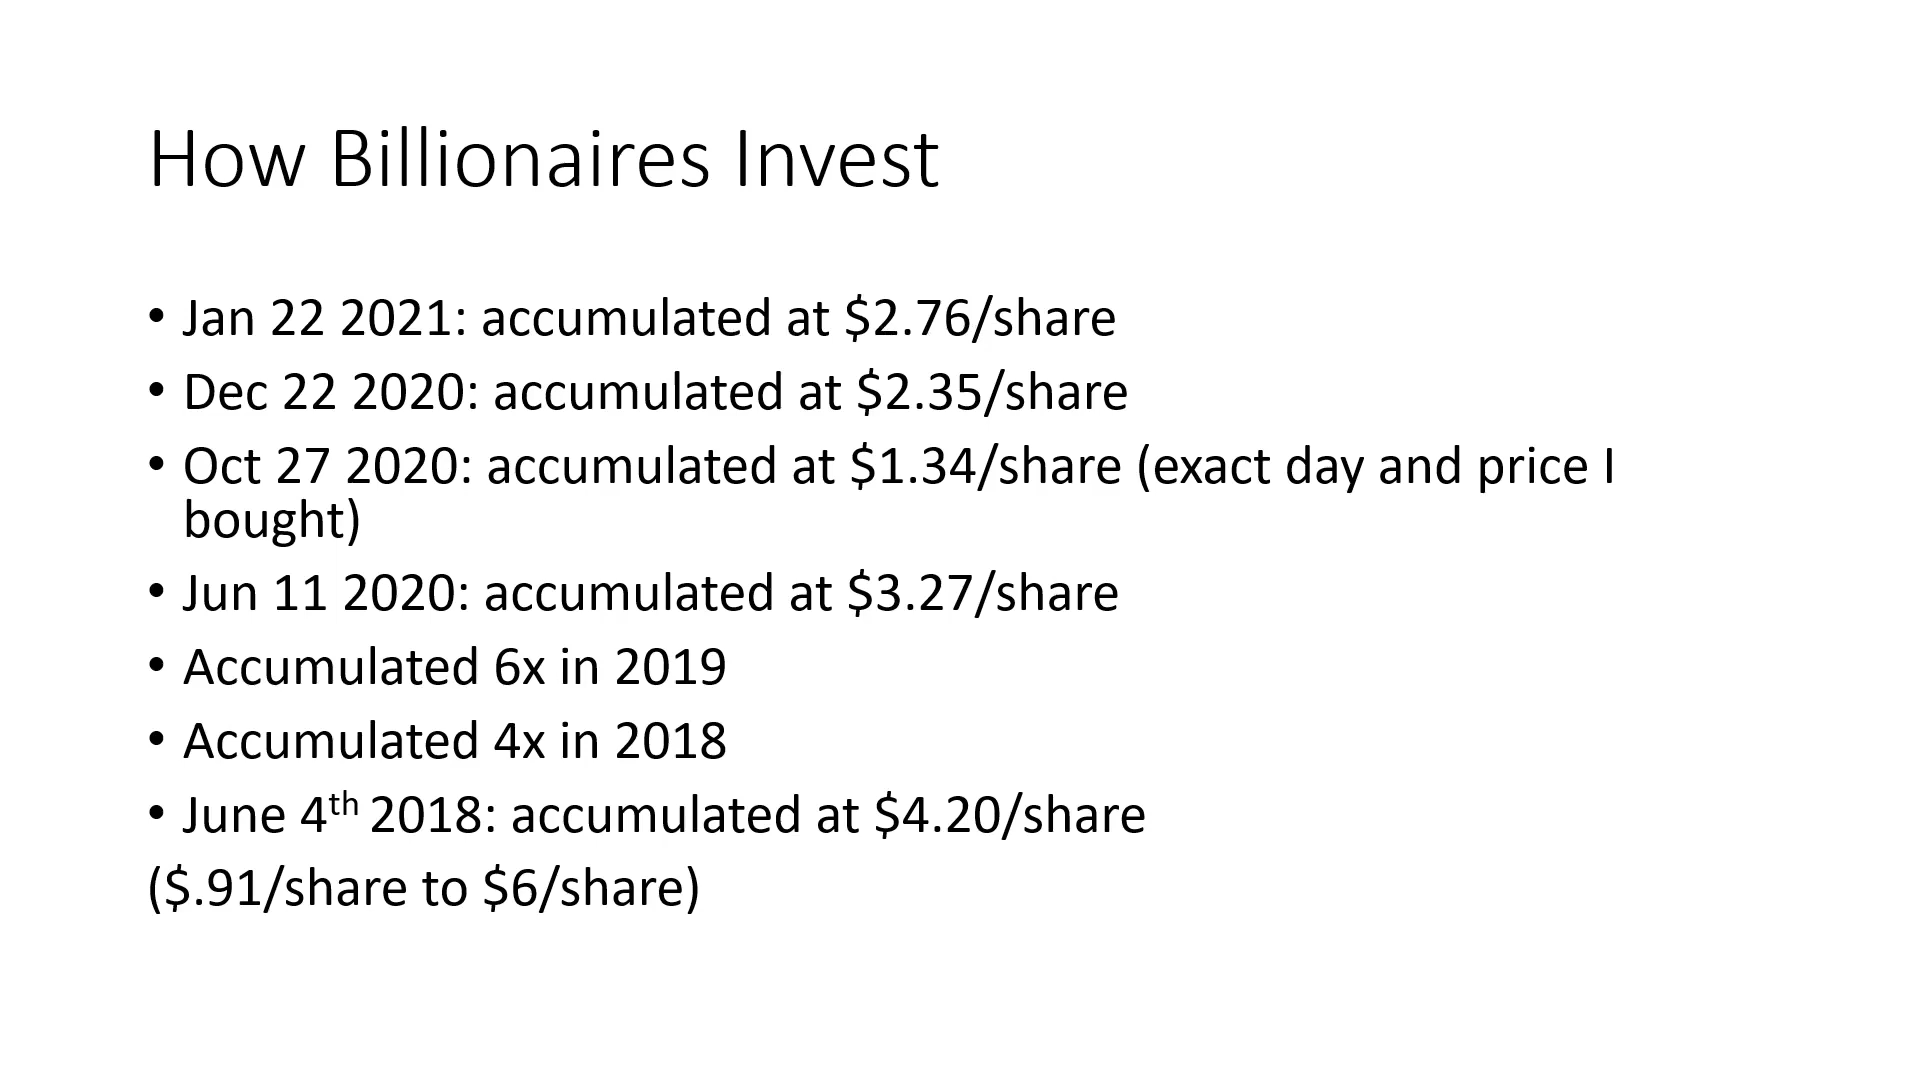 How Billionaires Invest
• Jan 22 2021: accumulated at $2.76/share
• Dec 22 2020: accumulated at $2.35/share
• Oct 27 2020: accumulated at $1.34/share (exact day and price I
bought)
• Jun 11 2020: accumulated at $3.27/share
• Accumulated 6x in 2019
• Accumulated 4x in 2018
• June 4th 2018: accumulated at $4.20/share
($.91/share to $6/share)